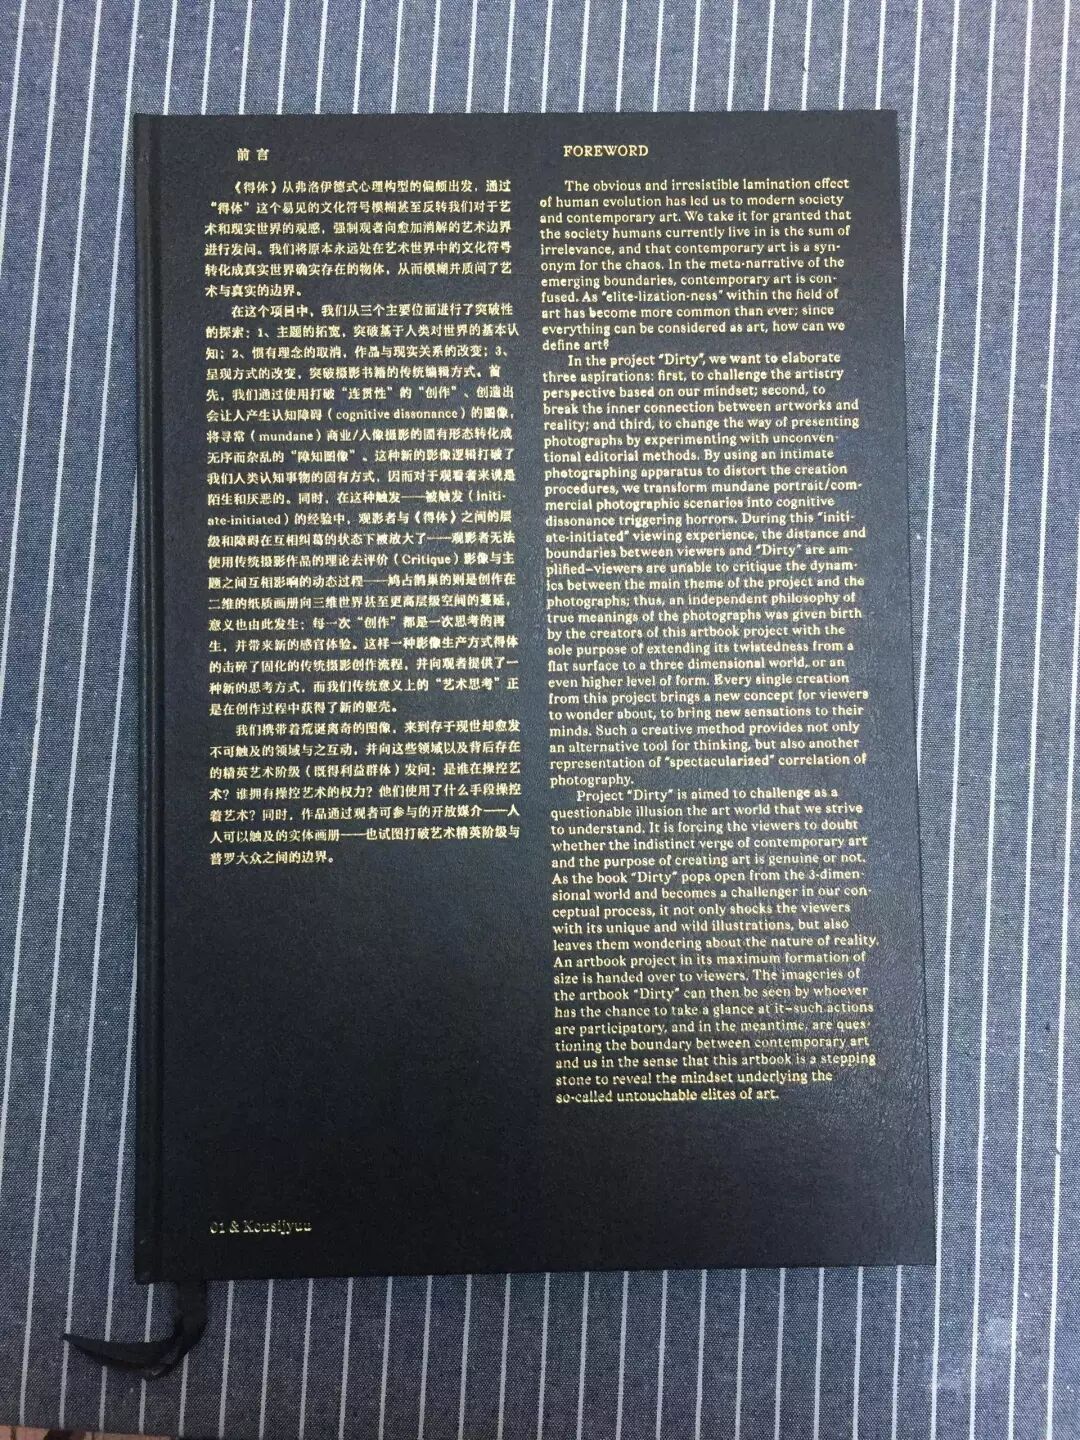 前言
《得体》从弗洛伊德式心理构型的偏颇出发，通过
“得体”这个易见的文化符号模糊甚至反转我们对于艺
术和现实世界的观感，强制观者向愈加消解的艺术边界
进行发问。我们将原本永远处在艺术世界中的文化符号
转化成真实世界确实存在的物体，从而模糊并质问了艺
术与真实的边界。
在这个项目中，我们从三个主要位面进行了突破性
的探索：1、主题的拓宽，突破基于人类对世界的基本认
知；2、惯有理念的取消，作品与现实关系的改变；3、
呈现方式的改变，突破摄影书籍的传统编辑方式。首
先，我们通过使用打破“连贯性”的“创作”、创造出
会让人产生认知障碍（cognitive dissonance）的图像，
将寻常（mundane）商业/人像摄影的固有形态转化成
无序而杂乱的“障知图像”、这种新的影像逻辑打破了
我们人类认知事物的固有方式，因而对于观看者来说是
陌生和厌恶的。同时，在这种触发——被触发（initi-
ate-initiated）的经验中，观影者与《得体》之间的层
级和障碍在互相纠葛的状态下被放大了——观影者无法
使用传统摄影作品的理论去评价（Critique）影像与主
题之间互相影响的动态过程——鸠占鹊巢的则是创作在
二维的纸质画册向三维世界甚至更高层级空间的蔓延，
意义也由此发生：每一次“创作”都是一次思考的再
生，并带来新的感官体验。这样一种影像生产方式得体
的击碎了固化的传统摄影创作流程，并向观者提供了一
种新的思考方式，而我们传统意义上的“艺术思考”正
是在创作过程中获得了新的躯壳。
我们携带着荒诞离奇的图像，来到存于现世却愈发
不可触及的领域与之互动，并向这些领域以及背后存在
的精英艺术阶级（既得利益群体）发问：是谁在操控艺
术？谁拥有操控艺术的权力？他们使用了什么手段操控
着艺术？同时，作品通过观者可参与的开放媒介——人
人可以触及的实体画册——也试图打破艺术精英阶级与
普罗大众之间的边界。
FOREWORD
The obvious and irresistible lamination effect
of human evolution has led us to modern society
and contemporary art. We take it for granted that
the society humans currently live in is the sum of
irrelevance, and that contemporary art is a syn-
onym for the chaos. In the meta-narrative of the
emerging boundaries, contemporary art is con-
fused. As “elite-lization-ness” within the field of
art has become more common than ever; since
everything can be considered as art, how can we
define art?
In the project “Dirty”, we want to elaborate
three aspirations: first, to challenge the artistry
perspective based on our mindset; second, to
break the inner connection between artworks and
reality; and third, to change the way of presenting
photographs by experimenting with unconven-
tional editorial methods. By using an intimate
photographing apparatus to distort the creation
procedures, we transform mundane portrait/com-
mercial photographic scenarios into cognitive
dissonance triggering horrors. During this “initi-
ate-initiated” viewing experience, the distance and
boundaries between viewers and “Dirty” are am-
plified—viewers are unable to critique the dynam-
ics between the main theme of the project and the
photographs; thus, an independent philosophy of
true meanings of the photographs was given birth
by the creators of this artbook project with the
sole purpose of extending its twistedness from a
flat surface to a three dimensional world, or an
even higher level of form. Every single creation
from this project brings a new concept for viewers
to wonder about, to bring new sensations to their
minds. Such a creative method provides not only
an alternative tool for thinking, but also another
representation of “spectacularized” correlation of
photography.
Project “Dirty” is aimed to challenge as a
questionable illusion the art world that we strive
to understand. It is forcing the viewers to doubt
whether the indistinct verge of contemporary art
and the purpose of creating art is genuine or not.
As the book “Dirty” pops open from the 3-dimen-
sional world and becomes a challenger in our con-
ceptual process, it not only shocks the viewers
with its unique and wild illustrations, but also
leaves them wondering about the nature of reality.
An artbook project in its maximum formation of
size is handed over to viewers. The imageries of
the artbook “Dirty” can then be seen by whoever
has the chance to take a glance at it—such actions
are participatory, and in the meantime, are ques-
tioning the boundary between contemporary art
and us in the sense that this artbook is a stepping
stone to reveal the mindset underlying the
so-called untouchable elites of art.
01 & Kousijyuu